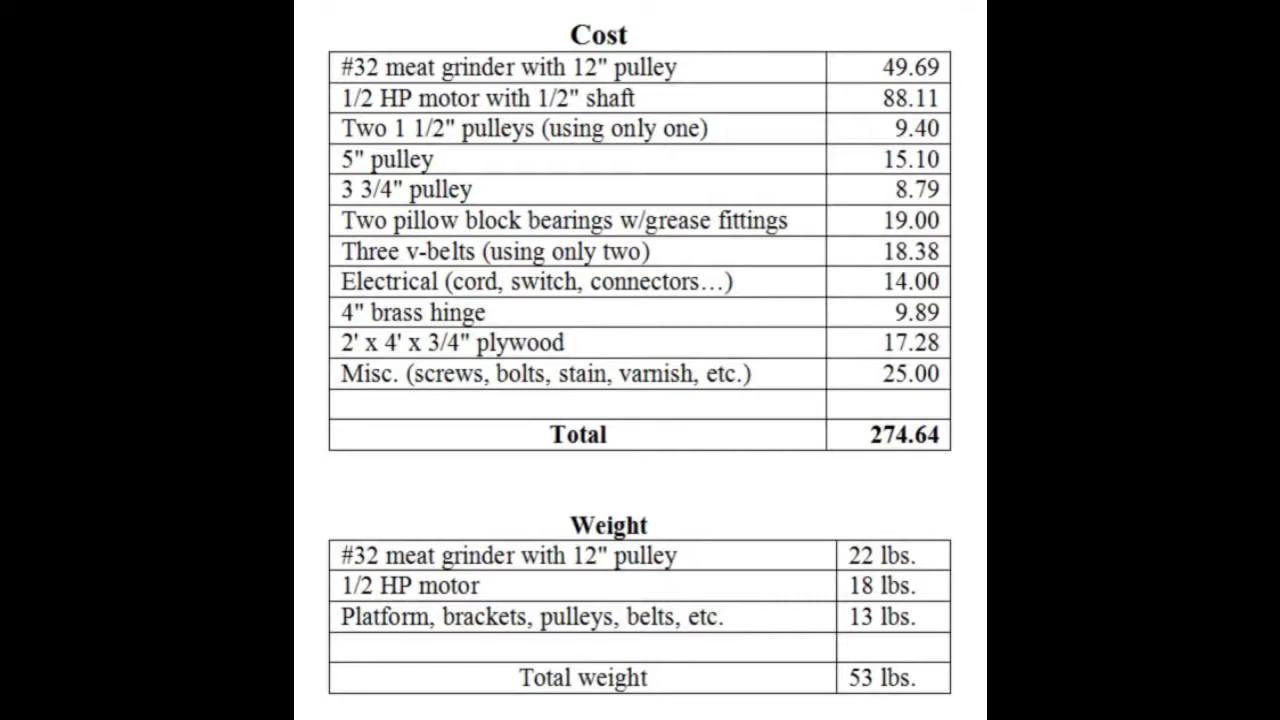 Cost
#32 meat grinder with 12" pulley 49.69
1/2 HP motor with 1/2" shaft 88.11
Two 1 1/2" pulleys (using only one) 9.40
5" pulley 15.10
3 3/4" pulley 8.79
Two pillow block bearings w/grease fittings 19.00
Three v-belts (using only two) 18.38
Electrical (cord, switch, connectors…) 14.00
4" brass hinge 9.89
2' x 4' x 3/4" plywood 17.28
Misc. (screws, bolts, stain, varnish, etc.) 25.00
Total 274.64
Weight
#32 meat grinder with 12" pulley 22 lbs.
1/2 HP motor 18 lbs.
Platform, brackets, pulleys, belts, etc. 13 lbs.
Total weight 53 lbs.